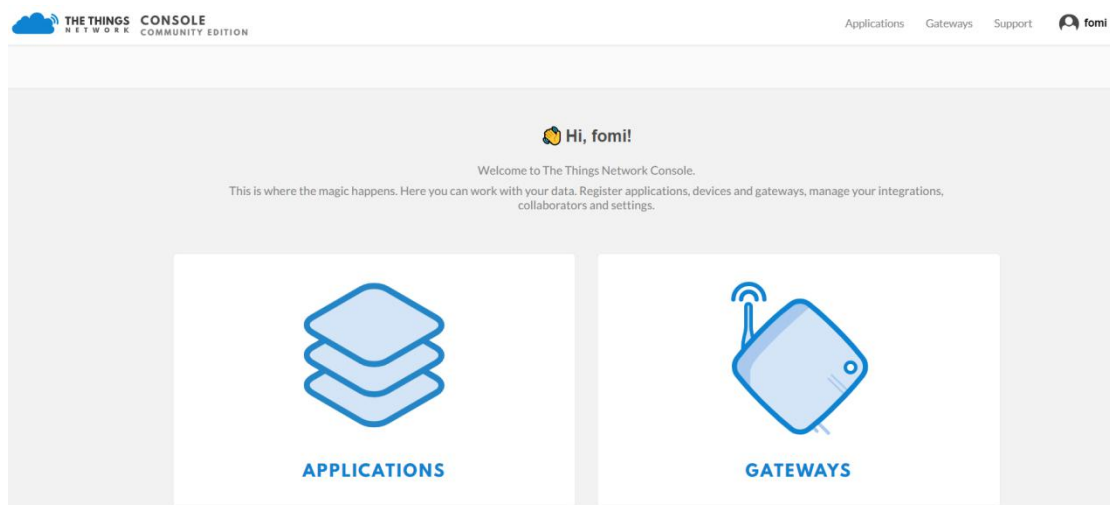 THE THINGS NETWORK CONSOLE COMMUNITY EDITION
Applications Gateways Support fomi
Hi, fomi!
Welcome to The Things Network Console.
This is where the magic happens. Here you can work with your data. Register applications, devices and gateways, manage your integrations,
collaborators and settings.
APPLICATIONS
GATEWAYS